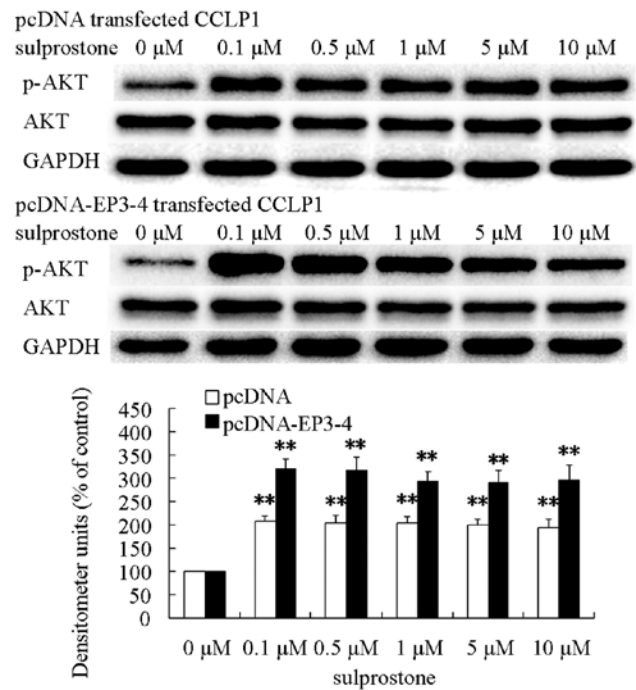 pcDNA transfected CCLP1
sulprostone 0 μM 0.1 μM 0.5 μM 1 μM 5 μM 10 μM
p-AKT
AKT
GAPDH
pcDNA-EP3-4 transfected CCLP1
sulprostone 0 μM 0.1 μM 0.5 μM 1 μM 5 μM 10 μM
p-AKT
AKT
GAPDH
pcDNA
pcDNA-EP3-4
Densitometer units (% of control)
450
400
350
300
250
200
150
100
50
0
** ** ** ** **
** ** ** ** **
0 μM 0.1 μM 0.5 μM 1 μM 5 μM 10 μM
sulprostone